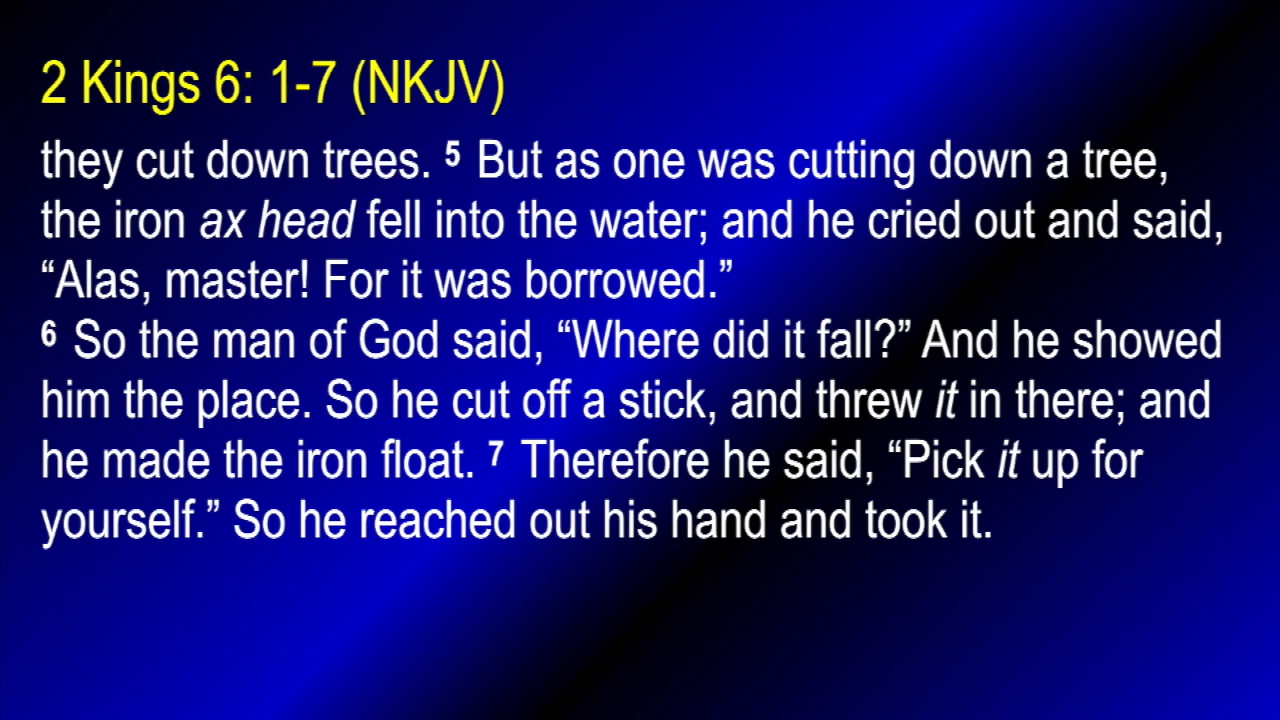 2 Kings 6: 1-7 (NKJV)
they cut down trees. 5 But as one was cutting down a tree,
the iron ax head fell into the water; and he cried out and said,
“Alas, master! For it was borrowed.”
6 So the man of God said, “Where did it fall?” And he showed
him the place. So he cut off a stick, and threw it in there; and
he made the iron float. 7 Therefore he said, “Pick it up for
yourself.” So he reached out his hand and took it.